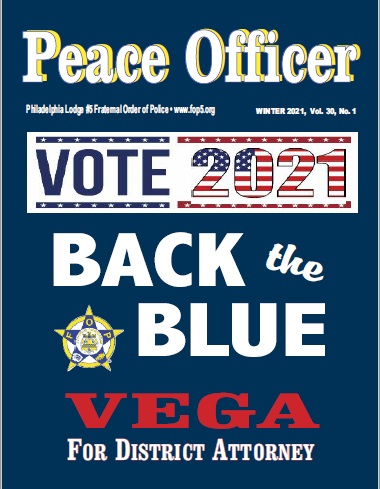 Peace Officer
Philadelphia Lodge #5 Fraternal Order of Police • www.fop5.org
WINTER 2021, Vol. 30, No. 1
VOTE 2021
BACK the
BLUE
FOP
VEGA
FOR DISTRICT ATTORNEY